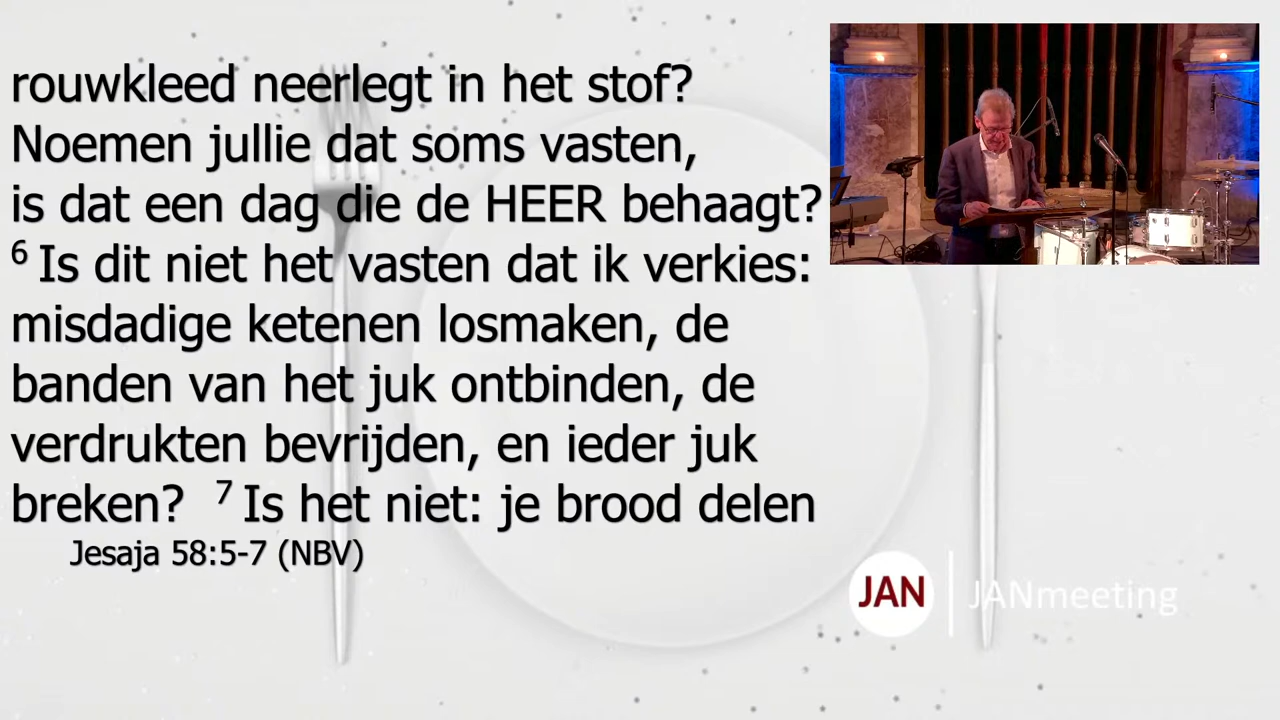 rouwkleed neerlegt in het stof?
Noemen jullie dat soms vasten,
is dat een dag die de HEER behaagt?
6 Is dit niet het vasten dat ik verkies:
misdadige ketenen losmaken, de
banden van het juk ontbinden, de
verdrukten bevrijden, en ieder juk
breken? 7 Is het niet: je brood delen
Jesaja 58:5-7 (NBV)
JAN | JANmeeting